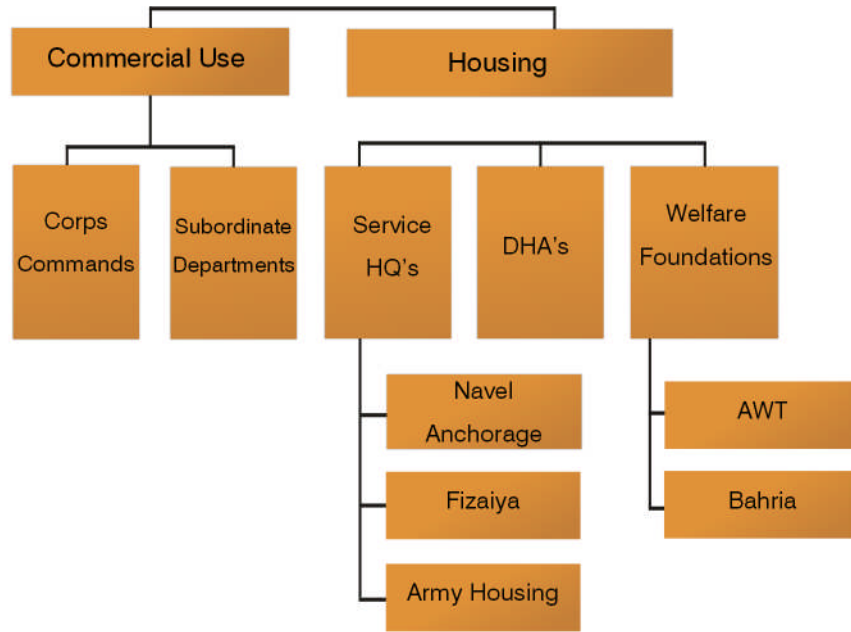 Commercial Use
Housing
Corps
Commands
Subordinate
Departments
Service
HQ's
DHA's
Welfare
Foundations
Navel
Anchorage
AWT
Fizaiya
Bahria
Army Housing